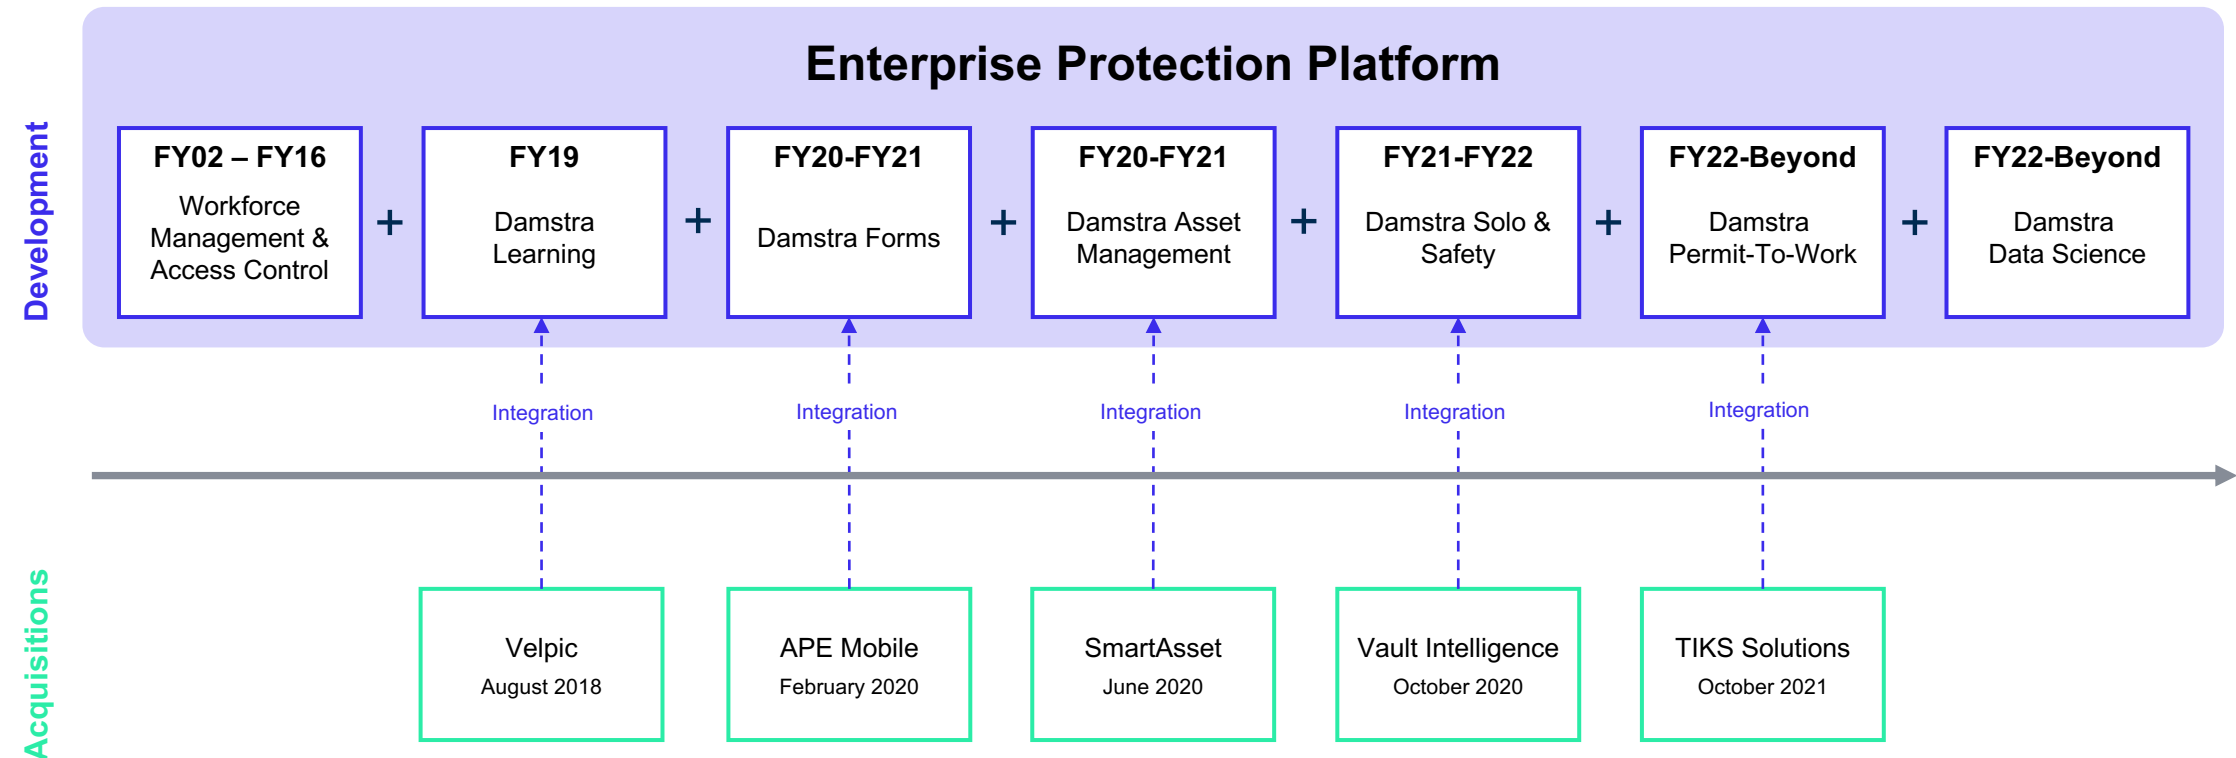 Enterprise Protection Platform
Development
FY02 – FY16
Workforce
Management &
Access Control
+
FY19
Damstra
Learning
+
FY20-FY21
Damstra Forms
+
FY20-FY21
Damstra Asset
Management
+
FY21-FY22
Damstra Solo &
Safety
+
FY22-Beyond
Damstra
Permit-To-Work
+
FY22-Beyond
Damstra
Data Science
Integration
Integration
Integration
Integration
Integration
Acquisitions
Velpic
August 2018
APE Mobile
February 2020
SmartAsset
June 2020
Vault Intelligence
October 2020
TIKS Solutions
October 2021